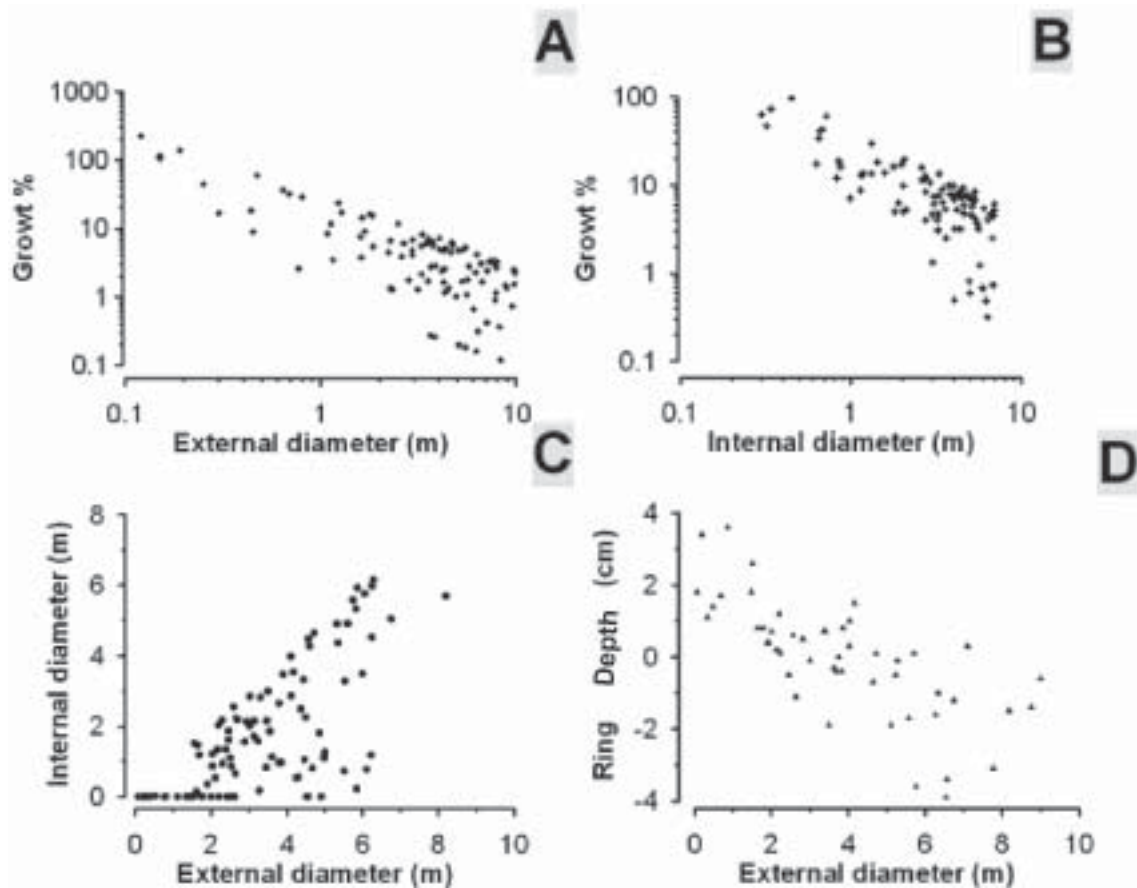 A
Growt %
1000
100
10
1
0.1
0.1 1 10
External diameter (m)
B
Growt %
100
10
1
0.1
0.1 1 10
Internal diameter (m)
C
Internal diameter (m)
8
6
4
2
0
0 2 4 6 8 10
External diameter (m)
D
Ring Depth (cm)
4
2
0
-2
-4
0 2 4 6 8 10
External diameter (m)